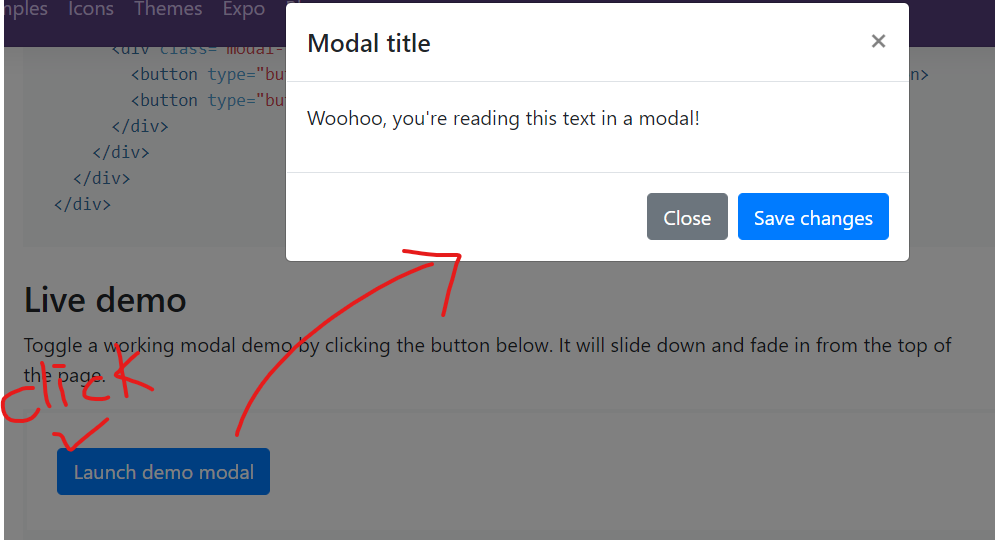 mples Icons Themes Expo
Modal title ×
<div class="modal-
<button type="bu n>
Woohoo, you're reading this text in a modal!
<button type="bu
</div>
</div>
</div>
</div>
Close Save changes
Live demo
Toggle a working modal demo by clicking the button below. It will slide down and fade in from the top of
the page.
click
Launch demo modal